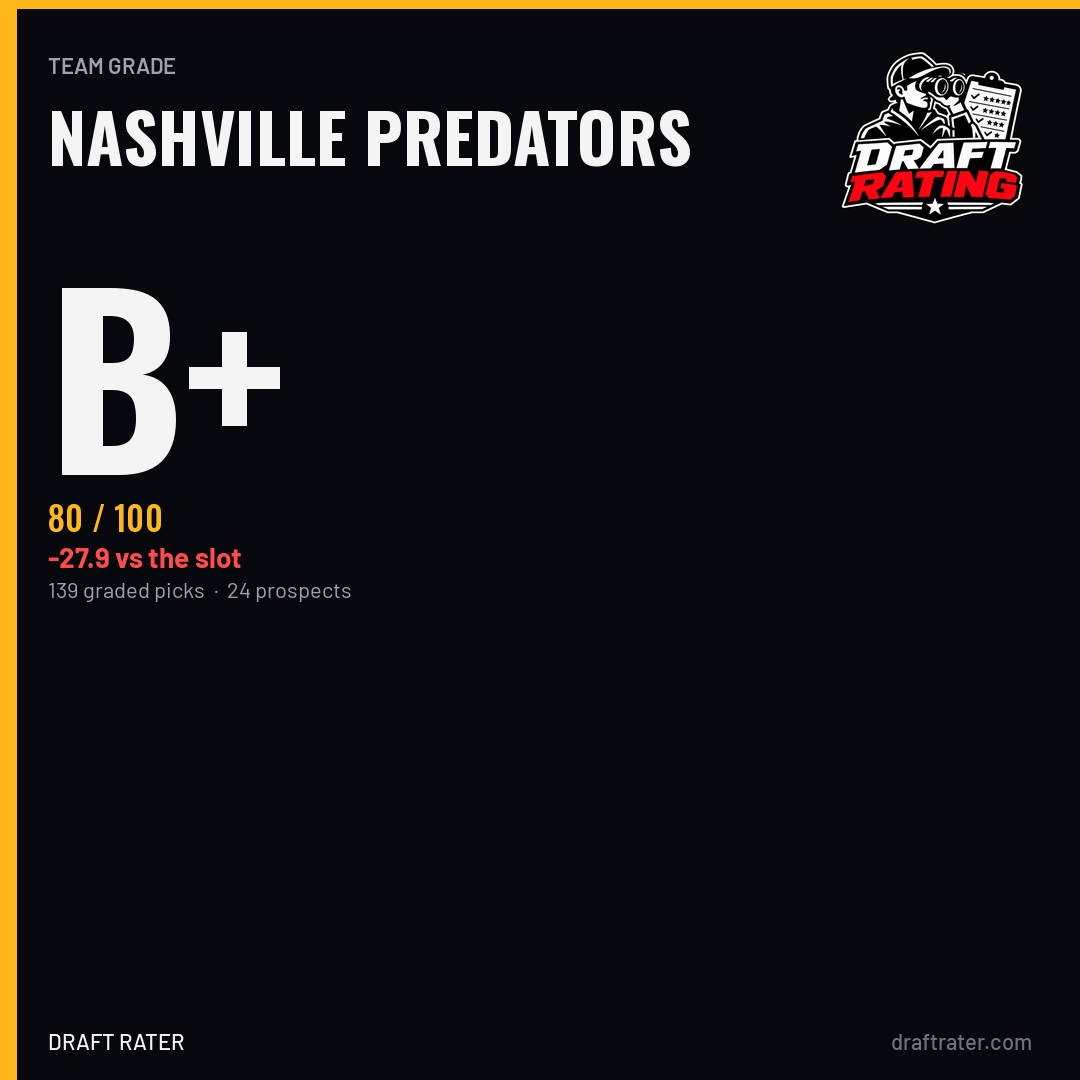 TEAM GRADE
NASHVILLE PREDATORS
DRAFT
RATING
B+
80 / 100
-27.9 vs the slot
139 graded picks · 24 prospects
DRAFT RATER
draftrater.com